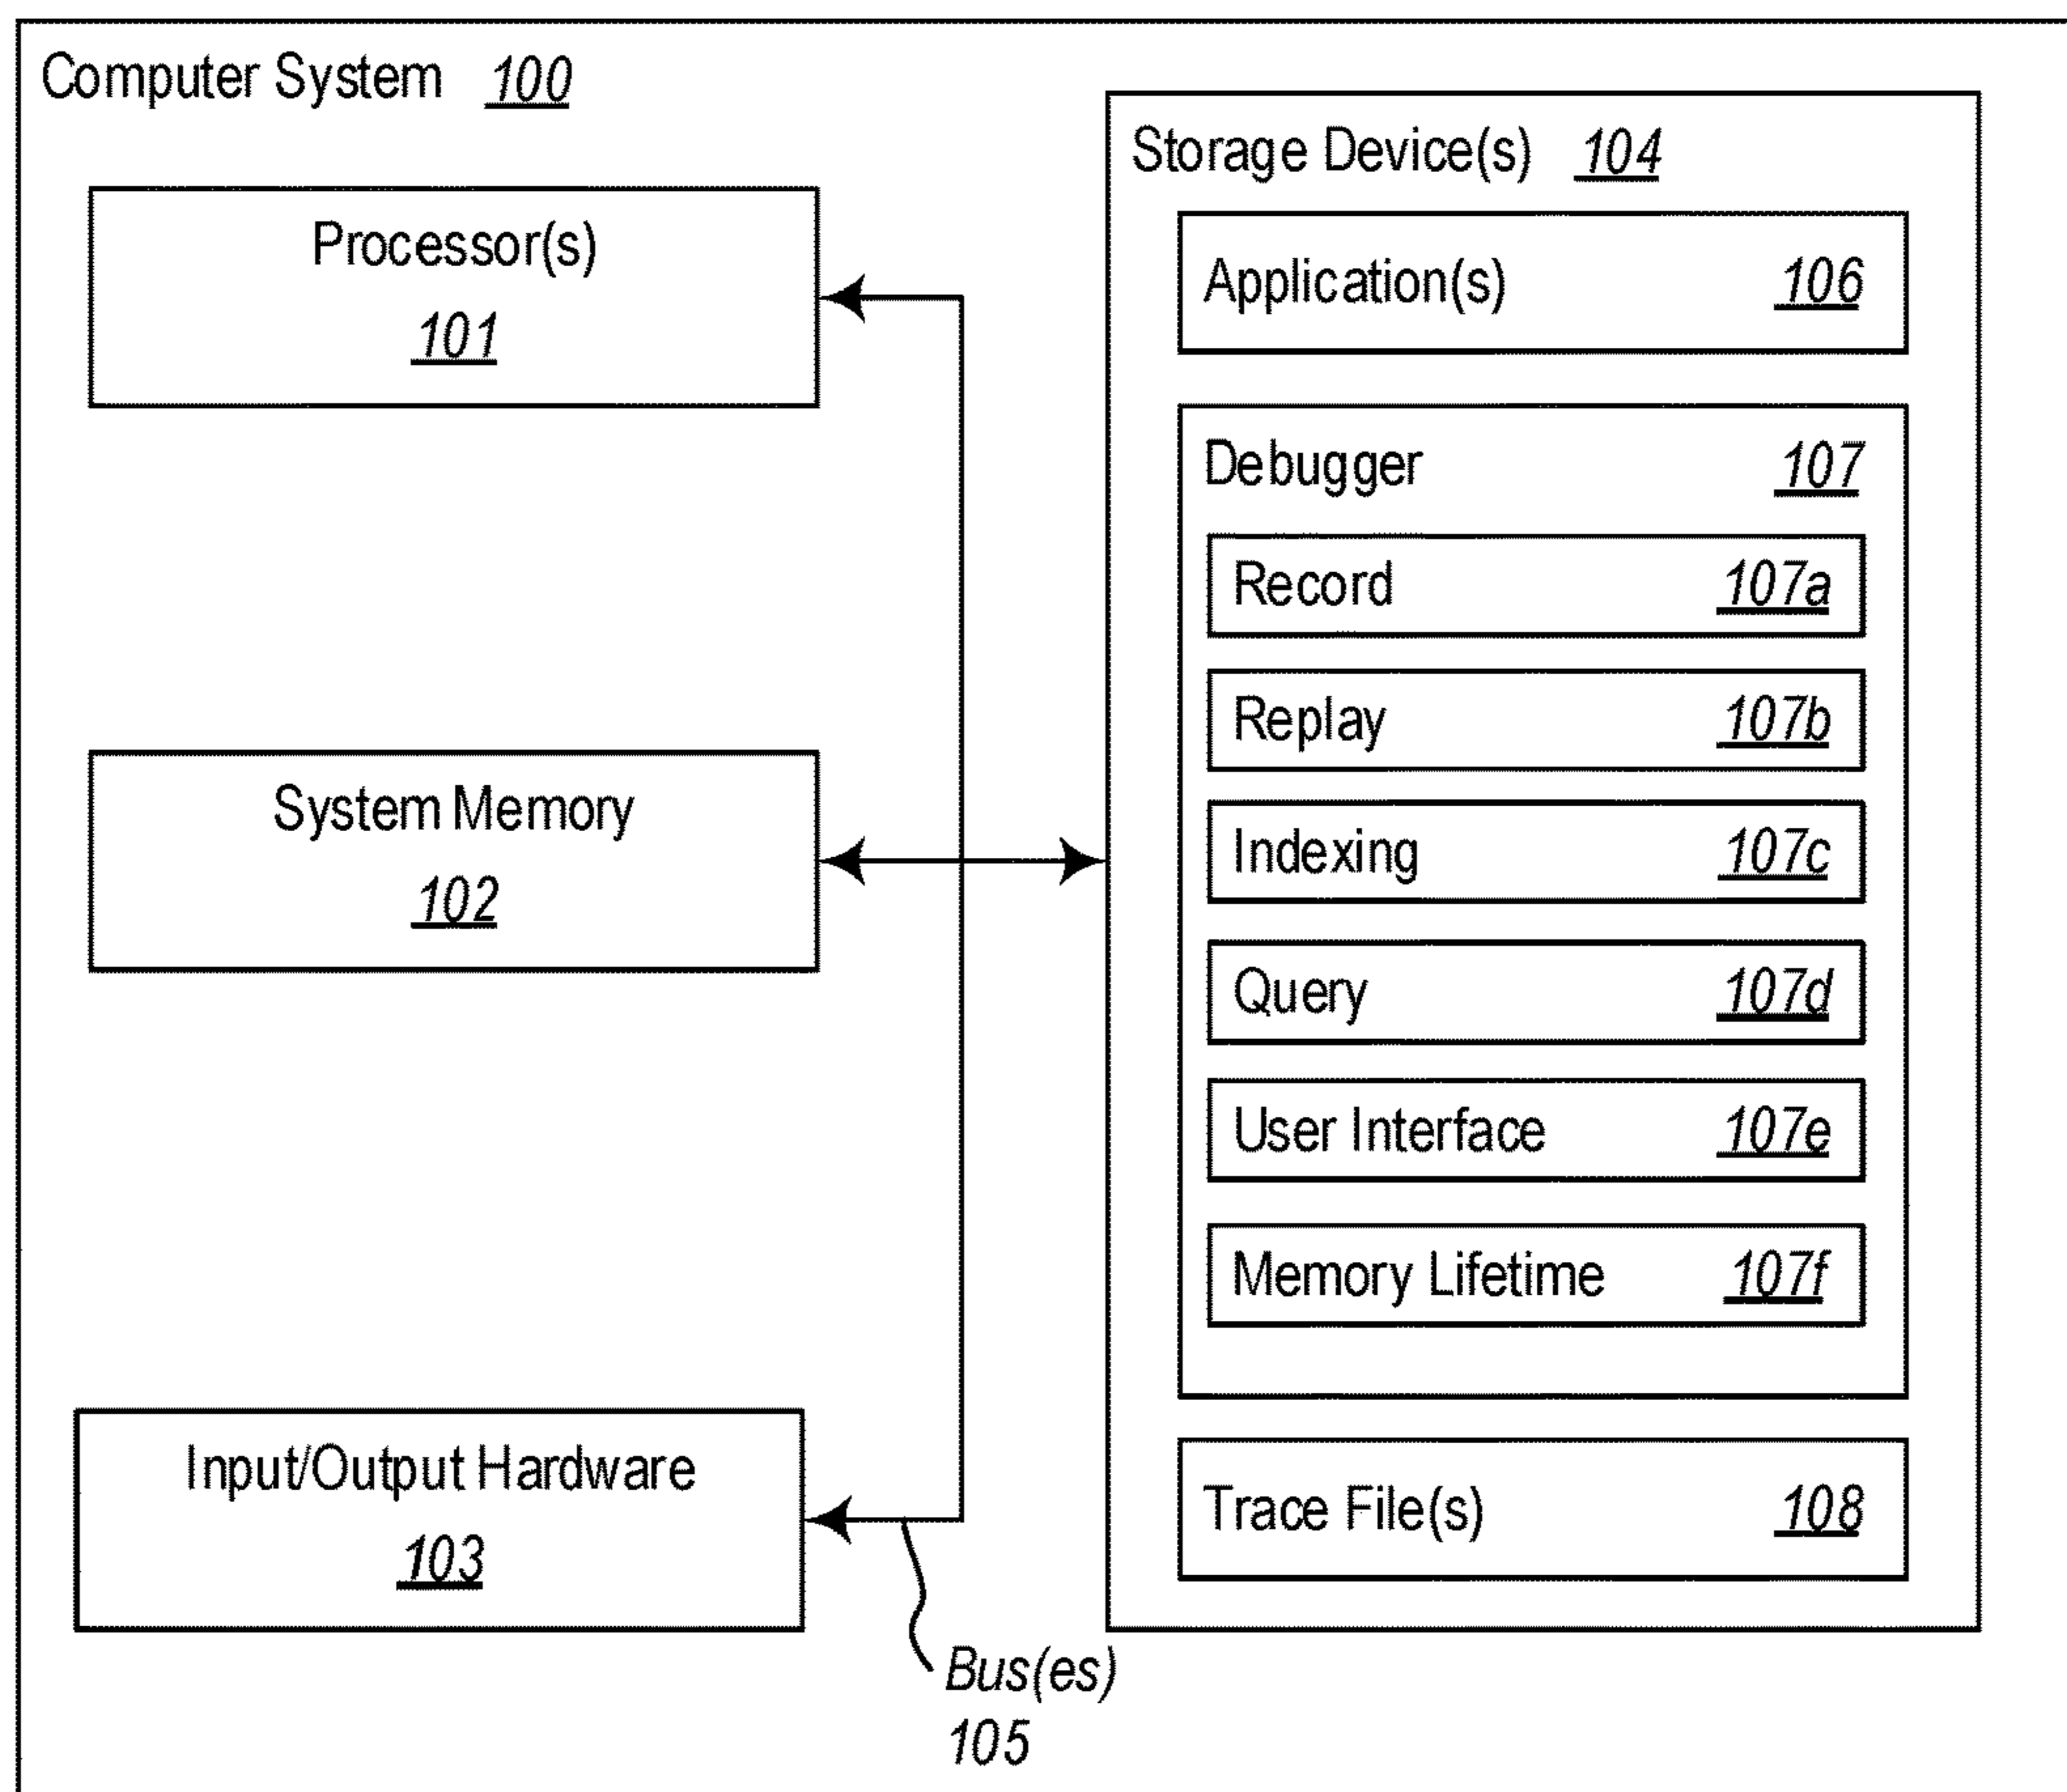 Computer System 100
Processor(s)
101
System Memory
102
Input/Output Hardware
103
Bus(es)
105
Storage Device(s) 104
Application(s) 106
Debugger 107
Record 107a
Replay 107b
Indexing 107c
Query 107d
User Interface 107e
Memory Lifetime 107f
Trace File(s) 108